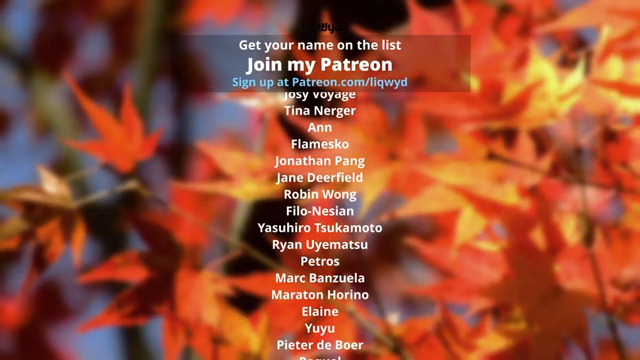 Get your name on the list
Join my Patreon
Sign up at Patreon.com/liqwyd
Josy Voyage
Tina Nerger
Ann
Flamesko
Jonathan Pang
Jane Deerfield
Robin Wong
Filo-Nesian
Yasuhiro Tsukamoto
Ryan Uyematsu
Petros
Marc Banzuela
Maraton Horino
Elaine
Yuyu
Pieter de Boer